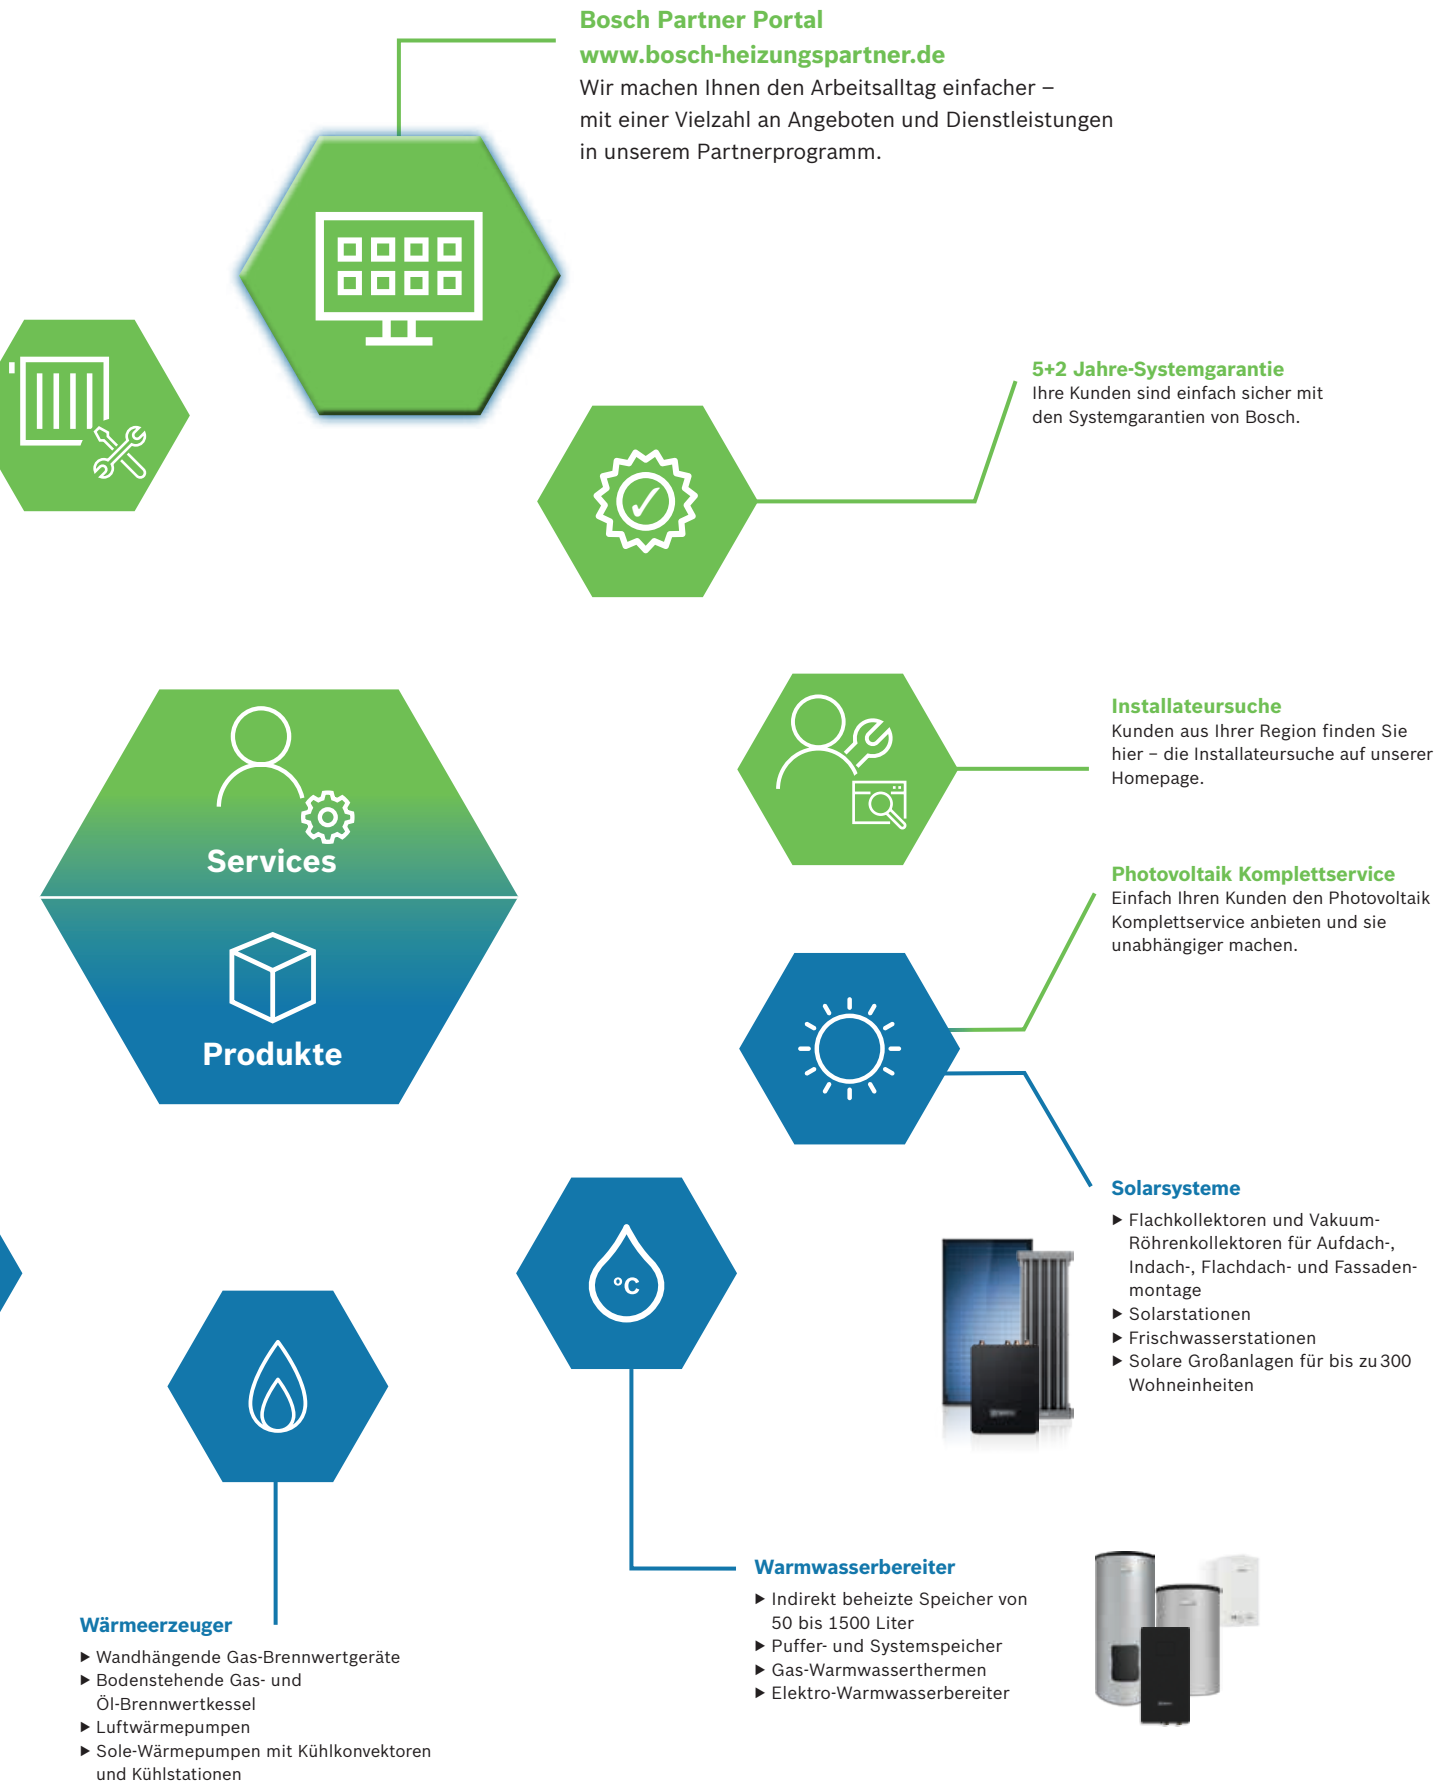 Bosch Partner Portal
www.bosch-heizungspartner.de
Wir machen Ihnen den Arbeitsalltag einfacher –
mit einer Vielzahl an Angeboten und Dienstleistungen
in unserem Partnerprogramm.
5+2 Jahre-Systemgarantie
Ihre Kunden sind einfach sicher mit
den Systemgarantien von Bosch.
Installateursuche
Kunden aus Ihrer Region finden Sie
hier – die Installateursuche auf unserer
Homepage.
Services
Produkte
Photovoltaik Komplettservice
Einfach Ihren Kunden den Photovoltaik
Komplettservice anbieten und sie
unabhängiger machen.
Solarsysteme
▶ Flachkollektoren und Vakuum-
Röhrenkollektoren für Aufdach-,
Indach-, Flachdach- und Fassaden-
montage
▶ Solarstationen
▶ Frischwasserstationen
▶ Solare Großanlagen für bis zu 300
Wohneinheiten
°C
Warmwasserbereiter
▶ Indirekt beheizte Speicher von
50 bis 1500 Liter
▶ Puffer- und Systemspeicher
▶ Gas-Warmwasserthermen
▶ Elektro-Warmwasserbereiter
Wärmeerzeuger
▶ Wandhängende Gas-Brennwertgeräte
▶ Bodenstehende Gas- und
Öl-Brennwertkessel
▶ Luftwärmepumpen
▶ Sole-Wärmepumpen mit Kühlkonvektoren
und Kühlstationen